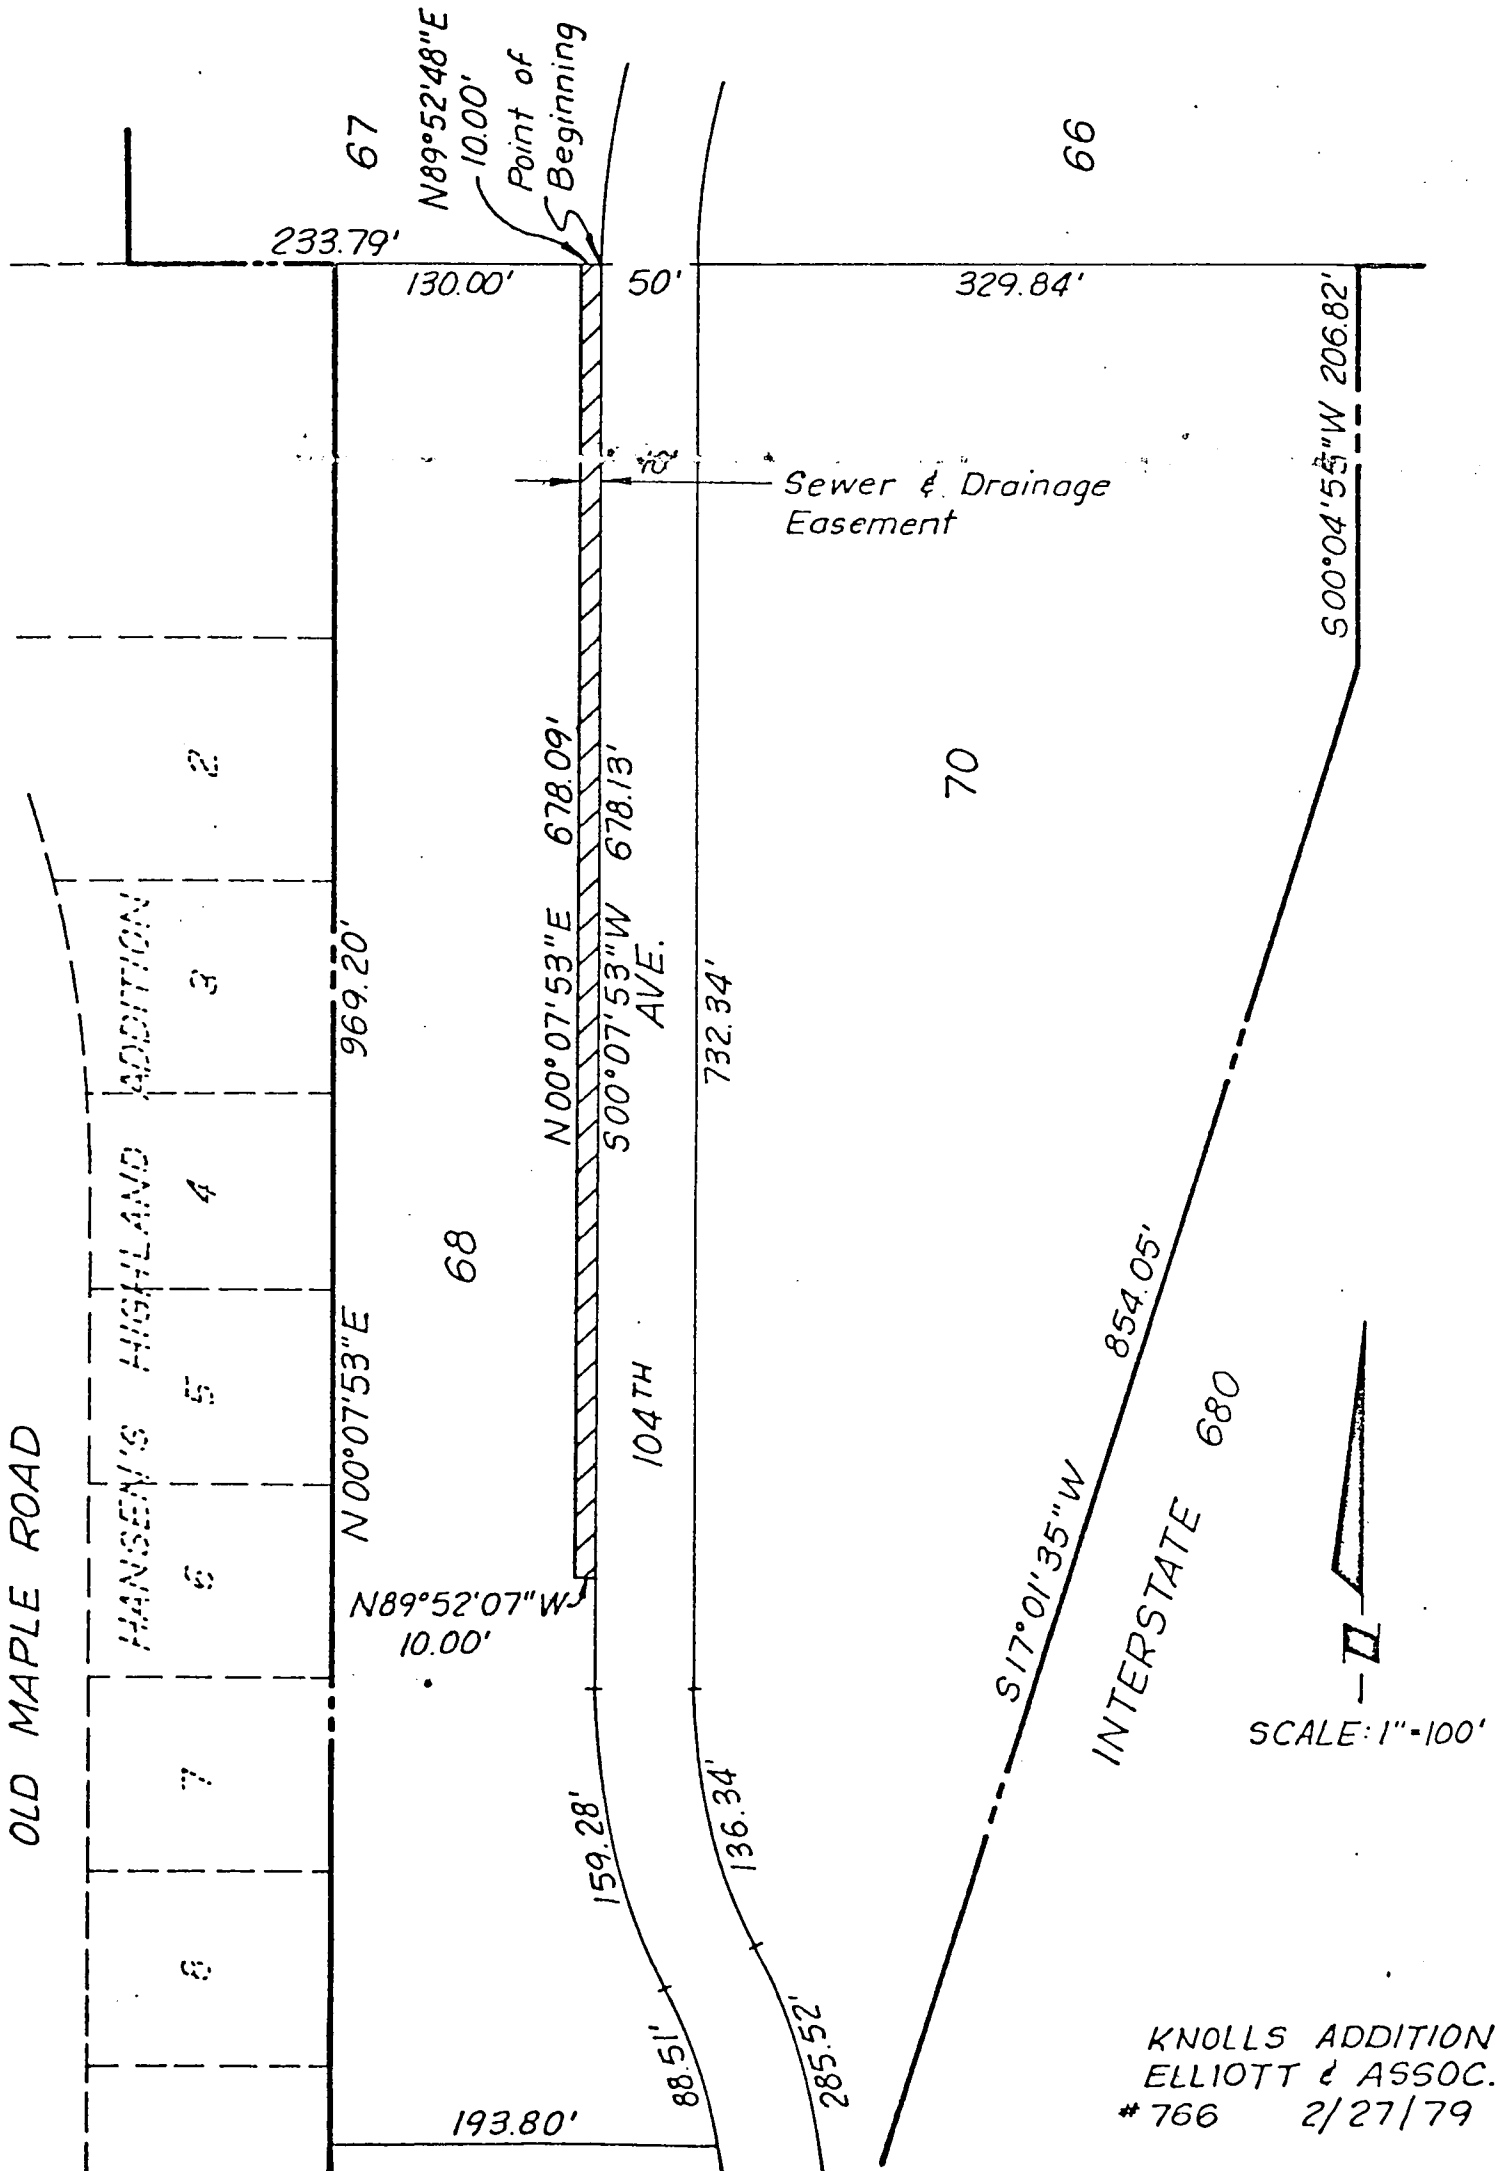 N89°52'48"E
10.00'
Point of
Beginning
67
66
233.79'
130.00'
50'
329.84'
S00°04'55"W 206.82'
10'
Sewer & Drainage
Easement
N00°07'53"E 678.09'
S00°07'53"W 678.13'
104TH AVE.
732.34'
70
2
3
4
5
6
7
8
HANSEN'S HIGHLAND ADDITION
OLD MAPLE ROAD
N00°07'53"E 969.20'
68
N89°52'07"W
10.00'
S17°01'35"W 854.05'
INTERSTATE 680
159.28'
136.34'
88.51'
285.52'
193.80'
SCALE: 1"=100'
KNOLLS ADDITION
ELLIOTT & ASSOC.
#766 2/27/79